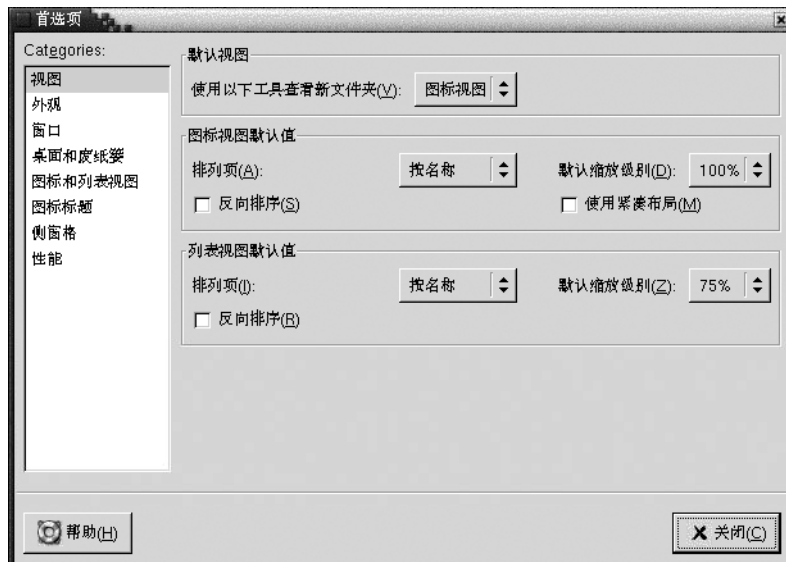 首选项
Categories:
视图
外观
窗口
桌面和废纸篓
图标和列表视图
图标标题
侧窗格
性能
默认视图
使用以下工具查看新文件夹(V): 图标视图
图标视图默认值
排列项(A): 按名称 默认缩放级别(D): 100%
反向排序(S) 使用紧凑布局(M)
列表视图默认值
排列项(I): 按名称 默认缩放级别(Z): 75%
反向排序(R)
帮助(H) 关闭(C)